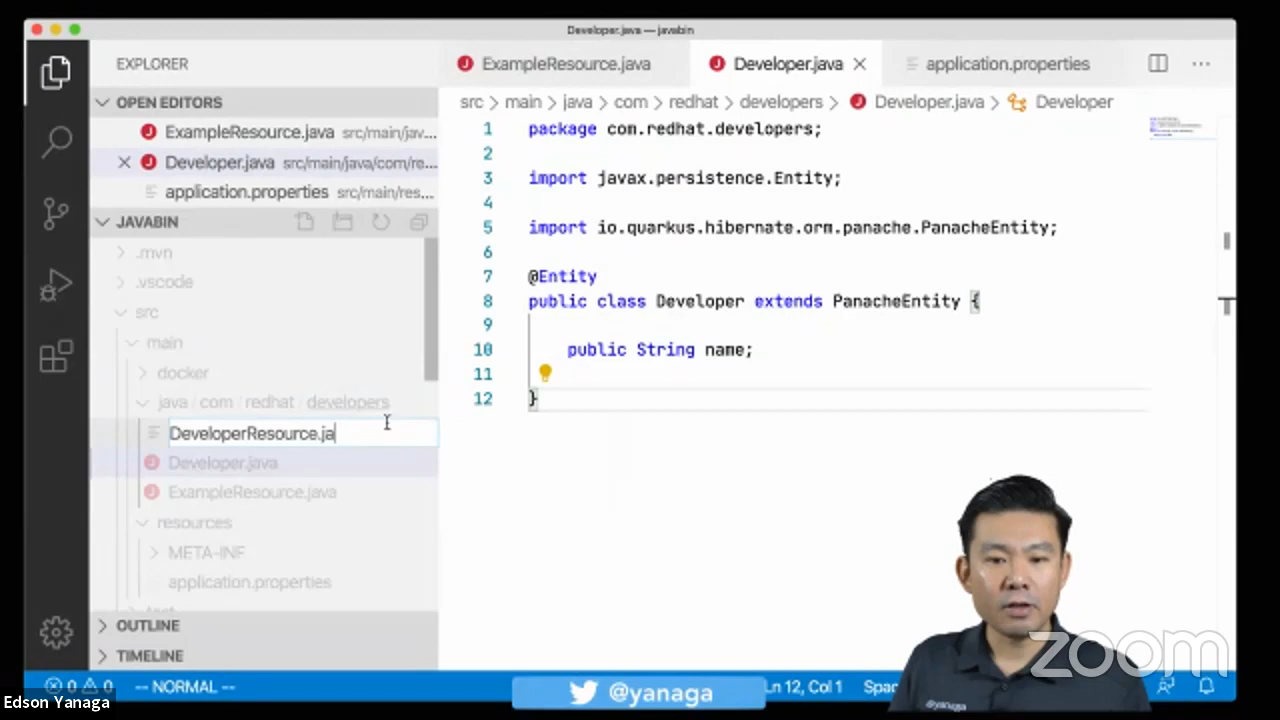 Developer.java — javabin
EXPLORER
ExampleResource.java
Developer.java
application.properties
OPEN EDITORS
ExampleResource.java src/main/jav...
Developer.java src/main/java/com/re...
application.properties src/main/res...
src > main > java > com > redhat > developers > Developer.java > Developer
JAVABIN
.mvn
.vscode
src
main
docker
java / com / redhat / developers
DeveloperResource.ja
Developer.java
ExampleResource.java
resources
META-INF
application.properties
test
OUTLINE
TIMELINE
1 package com.redhat.developers;
2
3 import javax.persistence.Entity;
4
5 import io.quarkus.hibernate.orm.panache.PanacheEntity;
6
7 @Entity
8 public class Developer extends PanacheEntity {
9
10 public String name;
11
12 }
0 0 -- NORMAL --
@yanaga
Ln 12, Col 1
Edson Yanaga
zoom
@yanaga